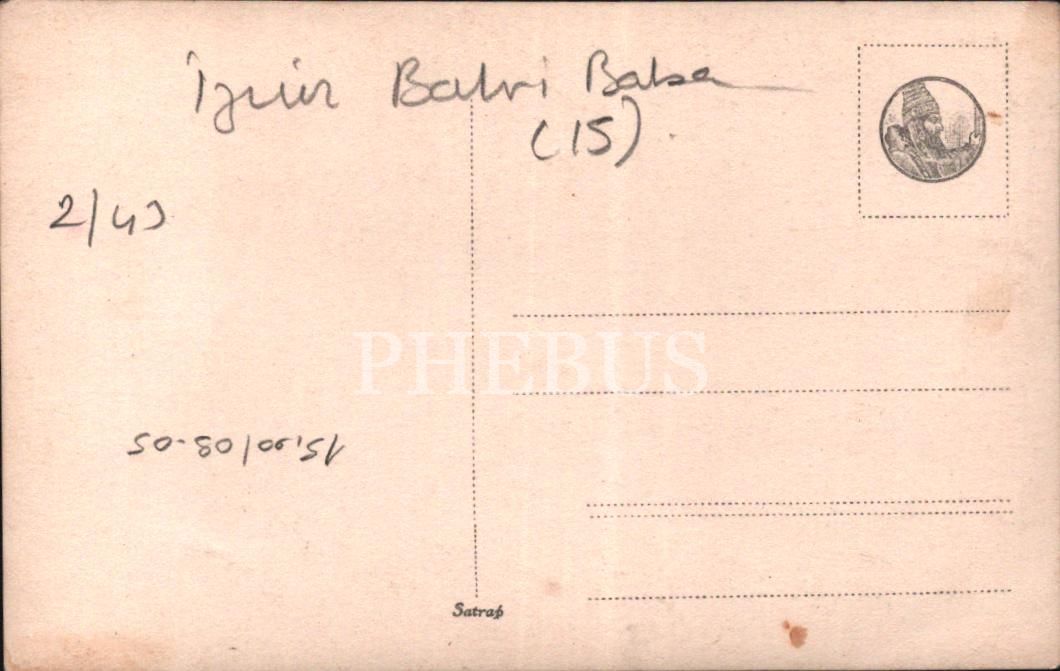 İzmir Bahri Baba
(15)
2/43
PHEBUS
15,00/08-05
Satrap